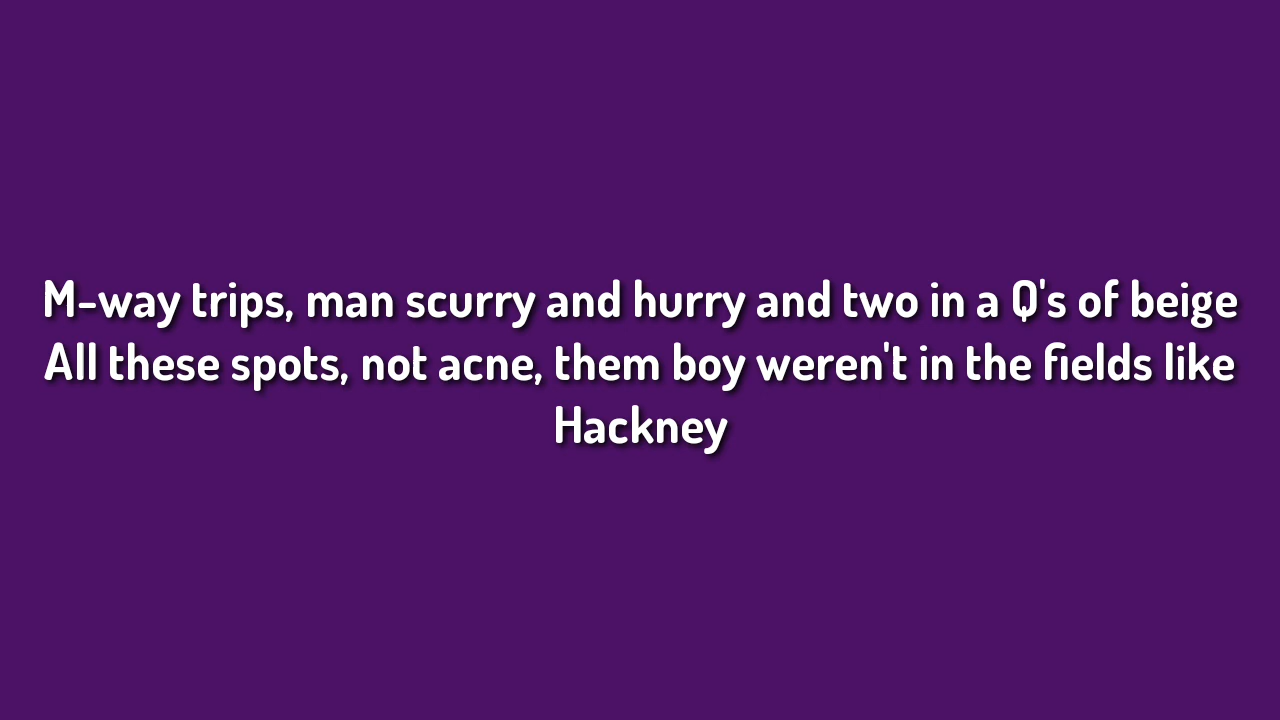 M-way trips, man scurry and hurry and two in a Q's of beige
All these spots, not acne, them boy weren't in the fields like
Hackney